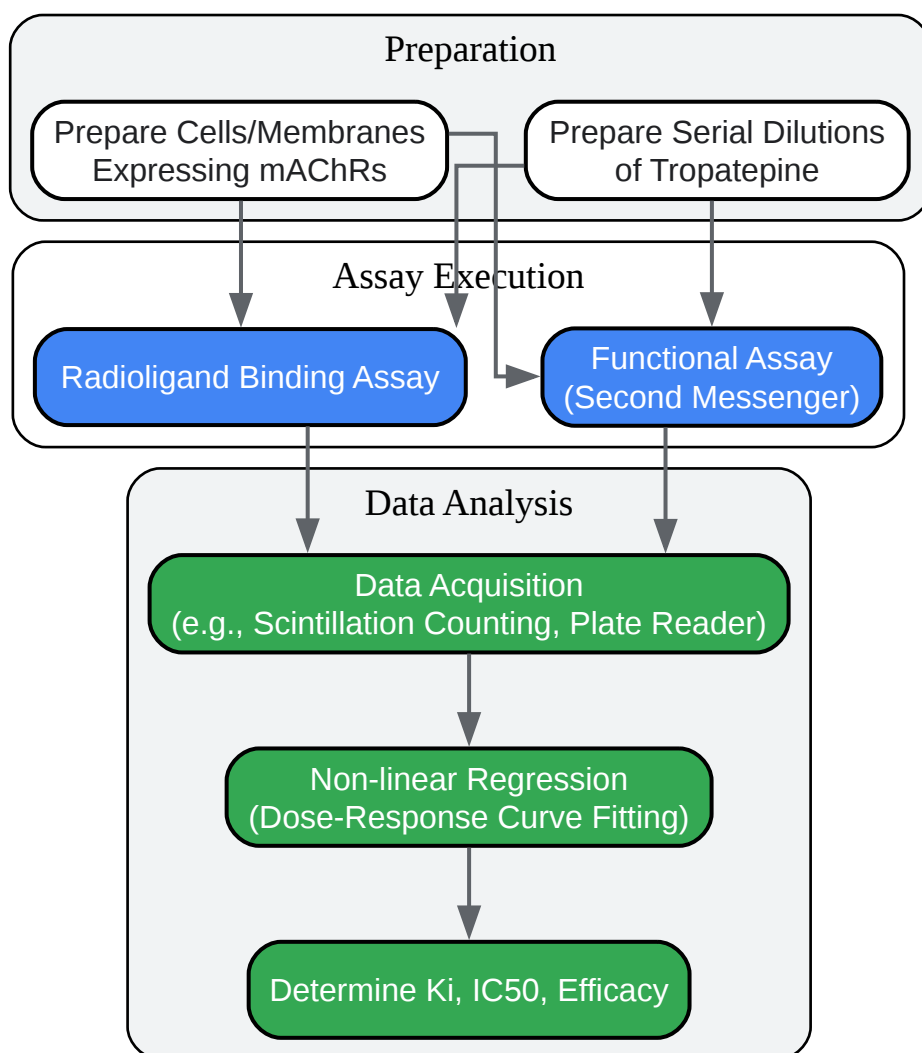 Preparation
Prepare Cells/Membranes
Expressing mAChRs
Prepare Serial Dilutions
of Tropatepine
Assay Execution
Radioligand Binding Assay
Functional Assay
(Second Messenger)
Data Analysis
Data Acquisition
(e.g., Scintillation Counting, Plate Reader)
Non-linear Regression
(Dose-Response Curve Fitting)
Determine Ki, IC50, Efficacy